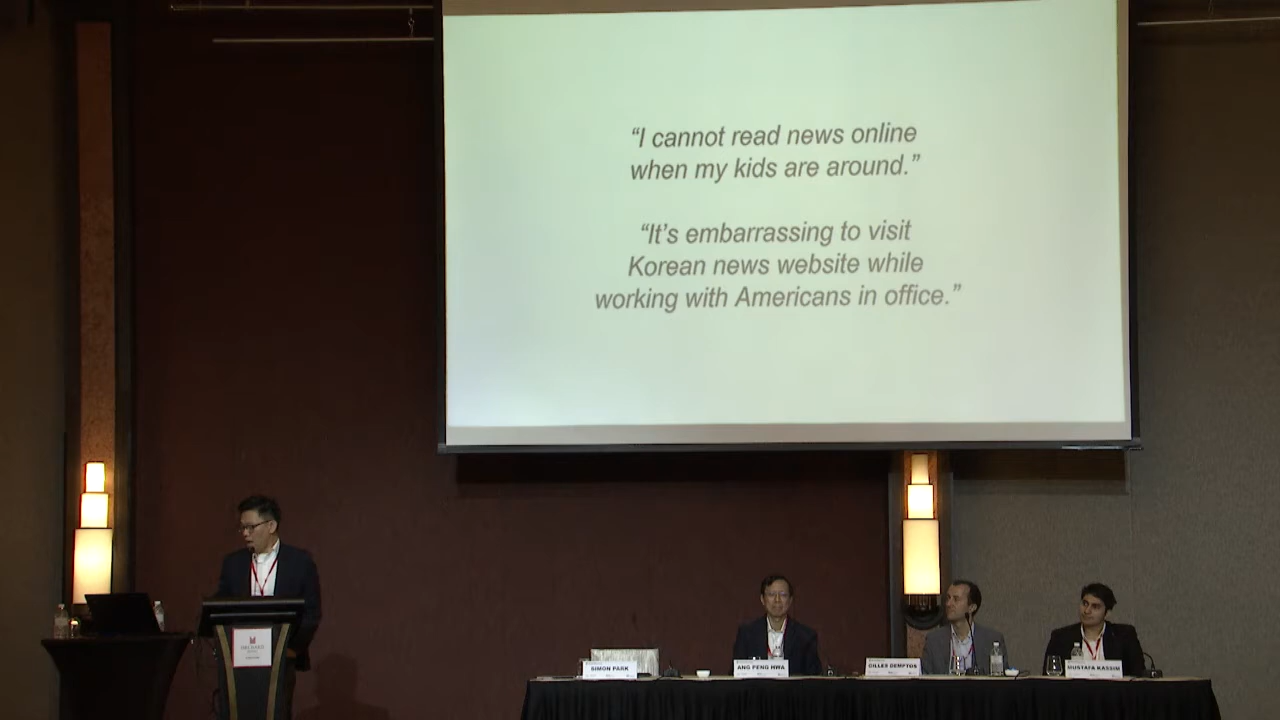 “I cannot read news online
when my kids are around.”
“It’s embarrassing to visit
Korean news website while
working with Americans in office.”
SIMON PARK
ANG PENG HWA
GILLES DEMPTOS
MUSTAFA KASSIM